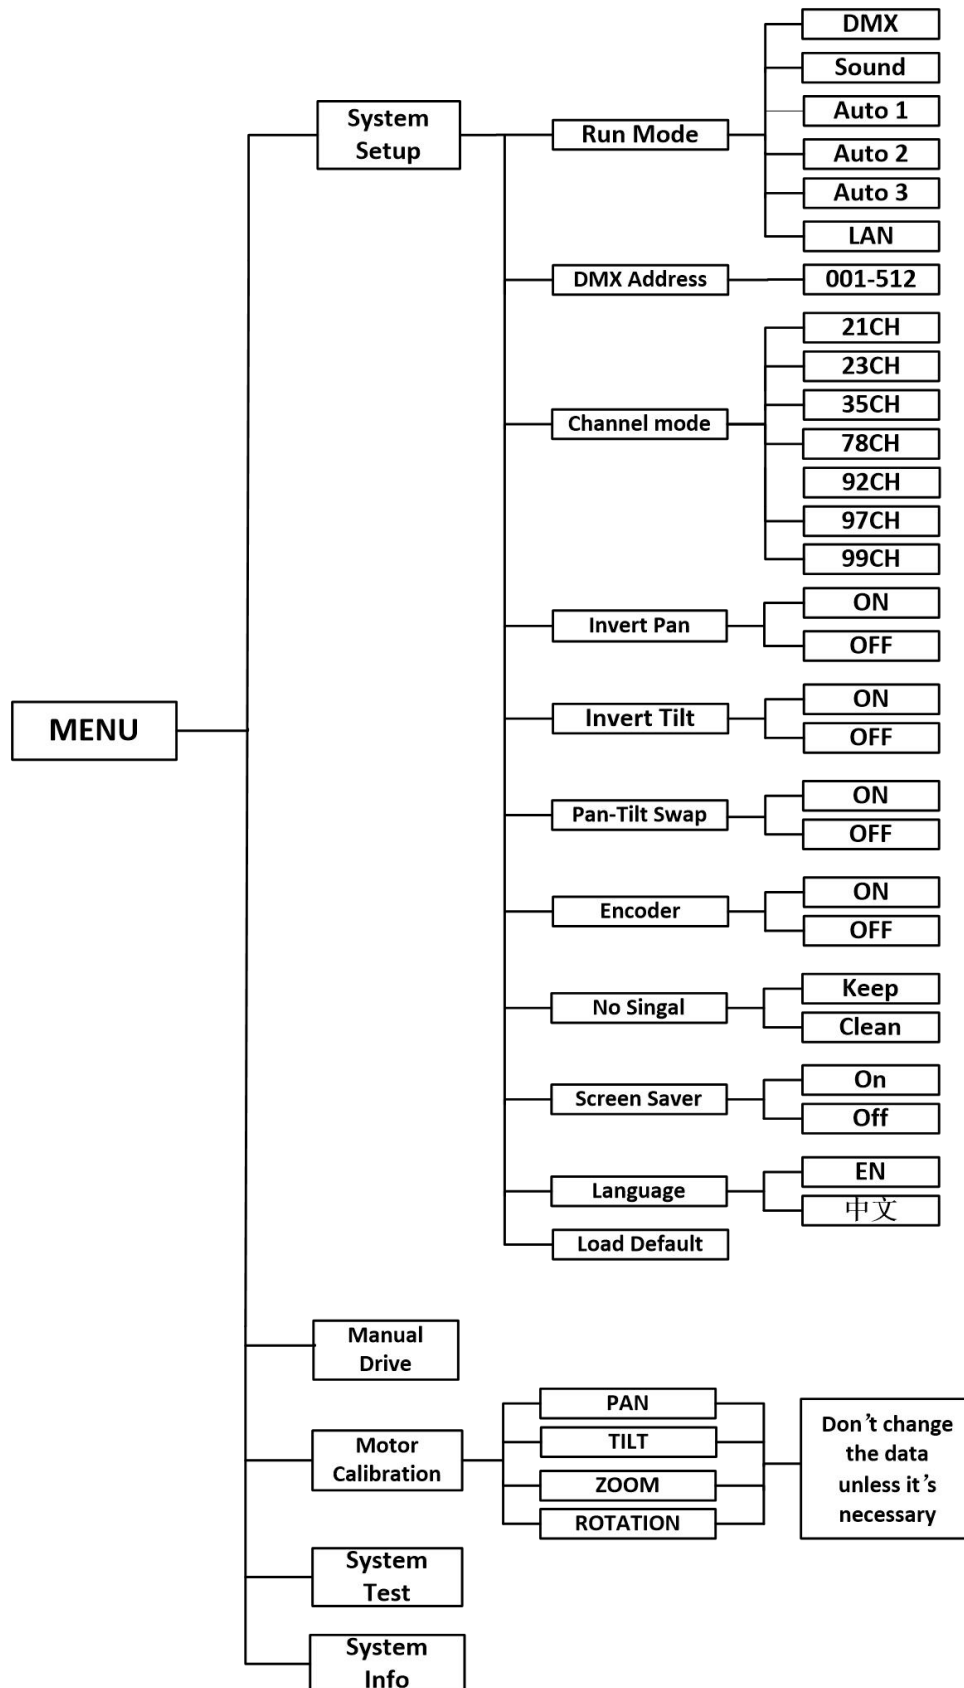 MENU
System
Setup
Run Mode
DMX
Sound
Auto 1
Auto 2
Auto 3
LAN
DMX Address
001-512
Channel mode
21CH
23CH
35CH
78CH
92CH
97CH
99CH
Invert Pan
ON
OFF
Invert Tilt
ON
OFF
Pan-Tilt Swap
ON
OFF
Encoder
ON
OFF
No Singal
Keep
Clean
Screen Saver
On
Off
Language
EN
中文
Load Default
Manual
Drive
Motor
Calibration
PAN
TILT
ZOOM
ROTATION
Don’t change
the data
unless it’s
necessary
System
Test
System
Info